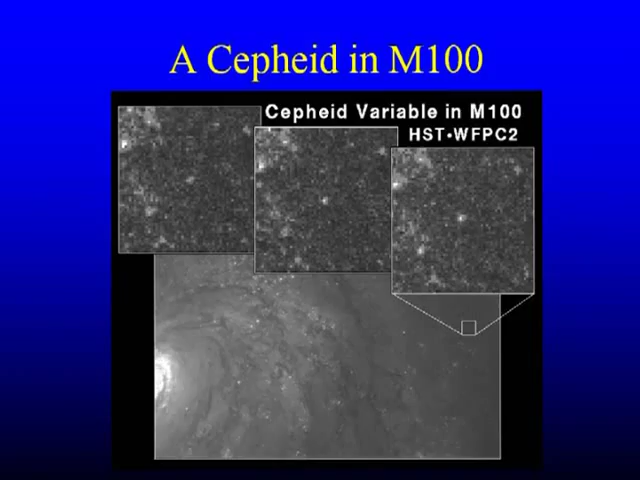 A Cepheid in M100
Cepheid Variable in M100
HST•WFPC2